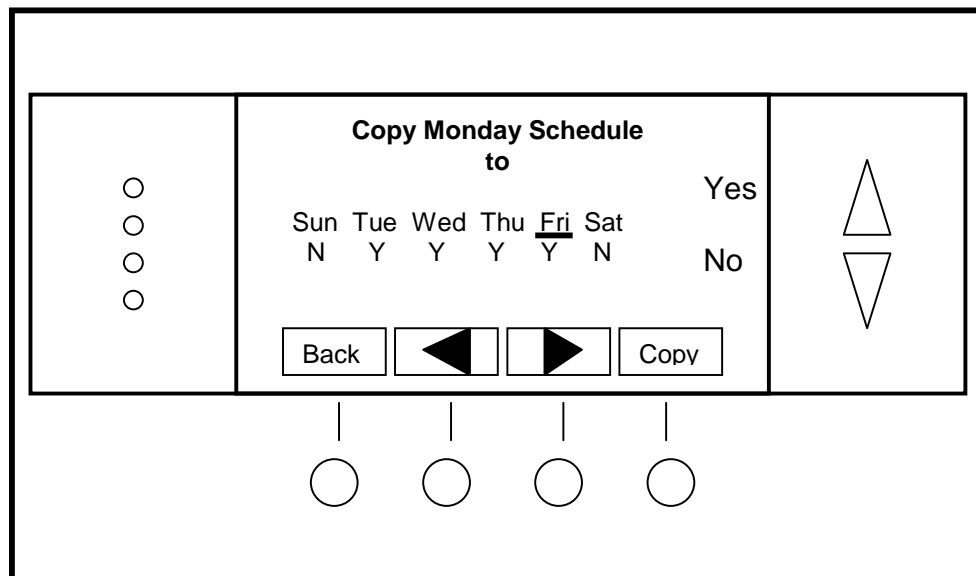 Copy Monday Schedule
to
Yes
Sun Tue Wed Thu Fri Sat
N Y Y Y Y N
No
Back
Copy